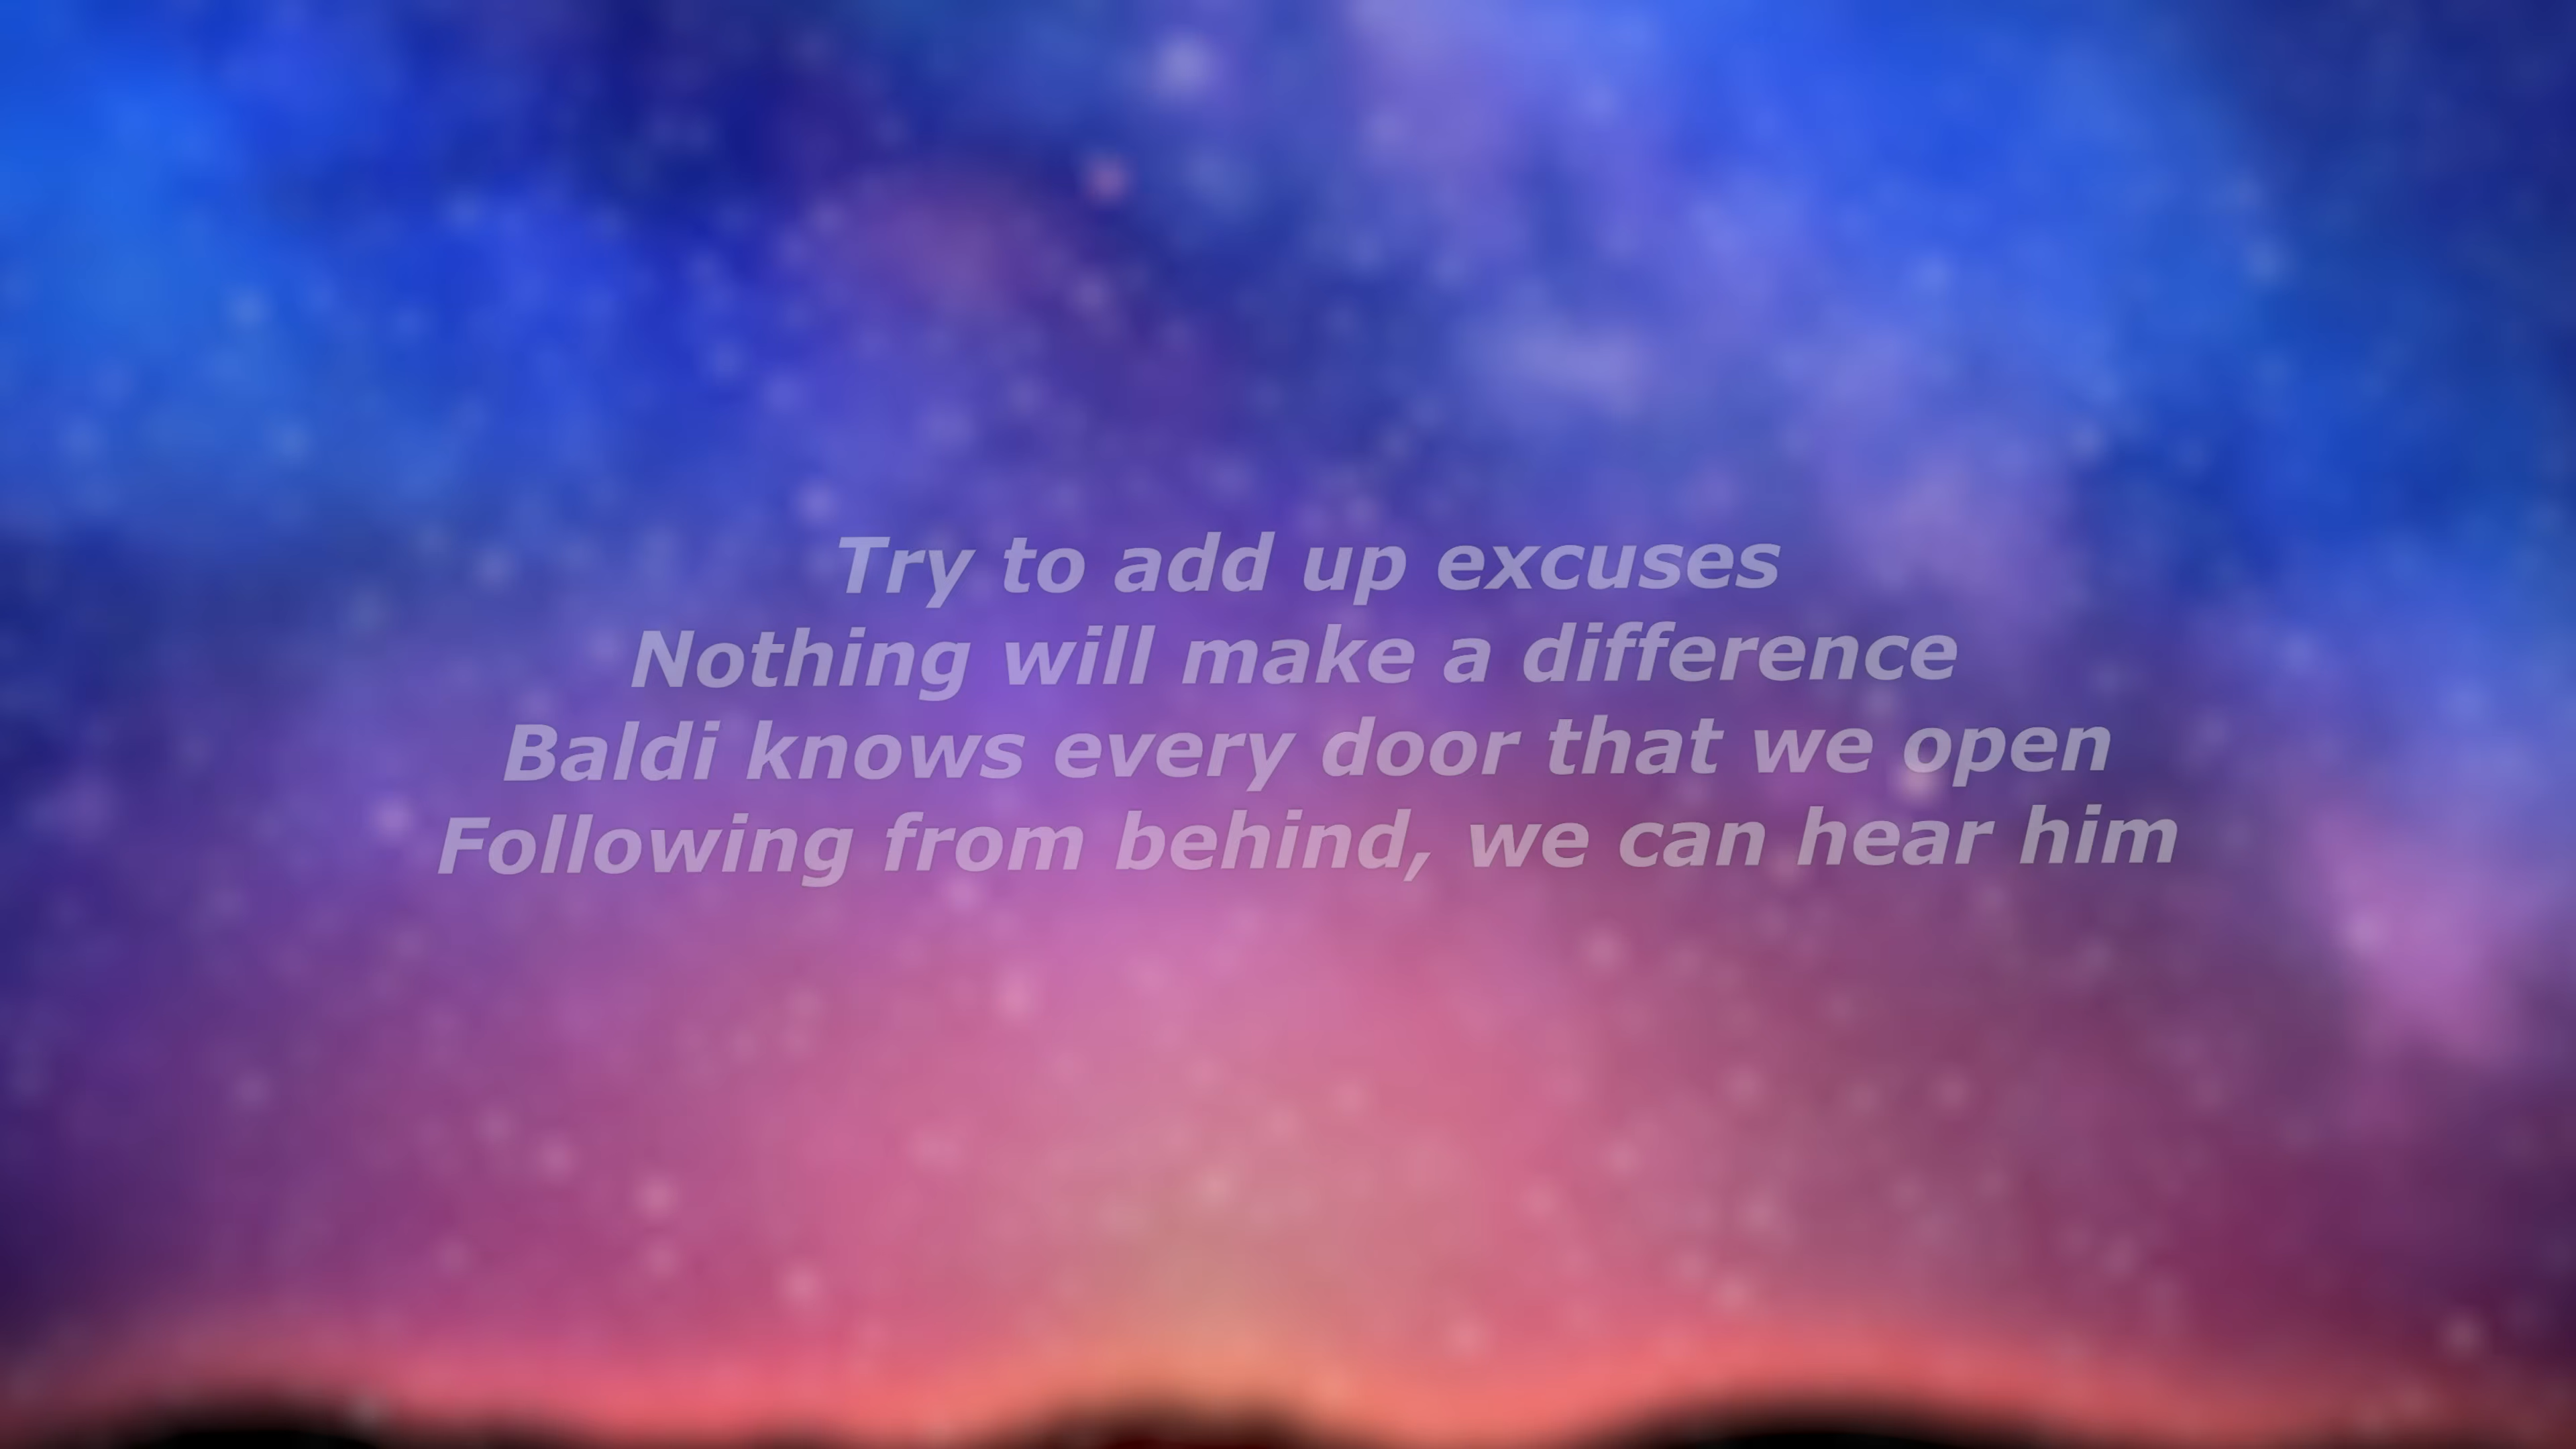 Try to add up excuses
Nothing will make a difference
Baldi knows every door that we open
Following from behind, we can hear him